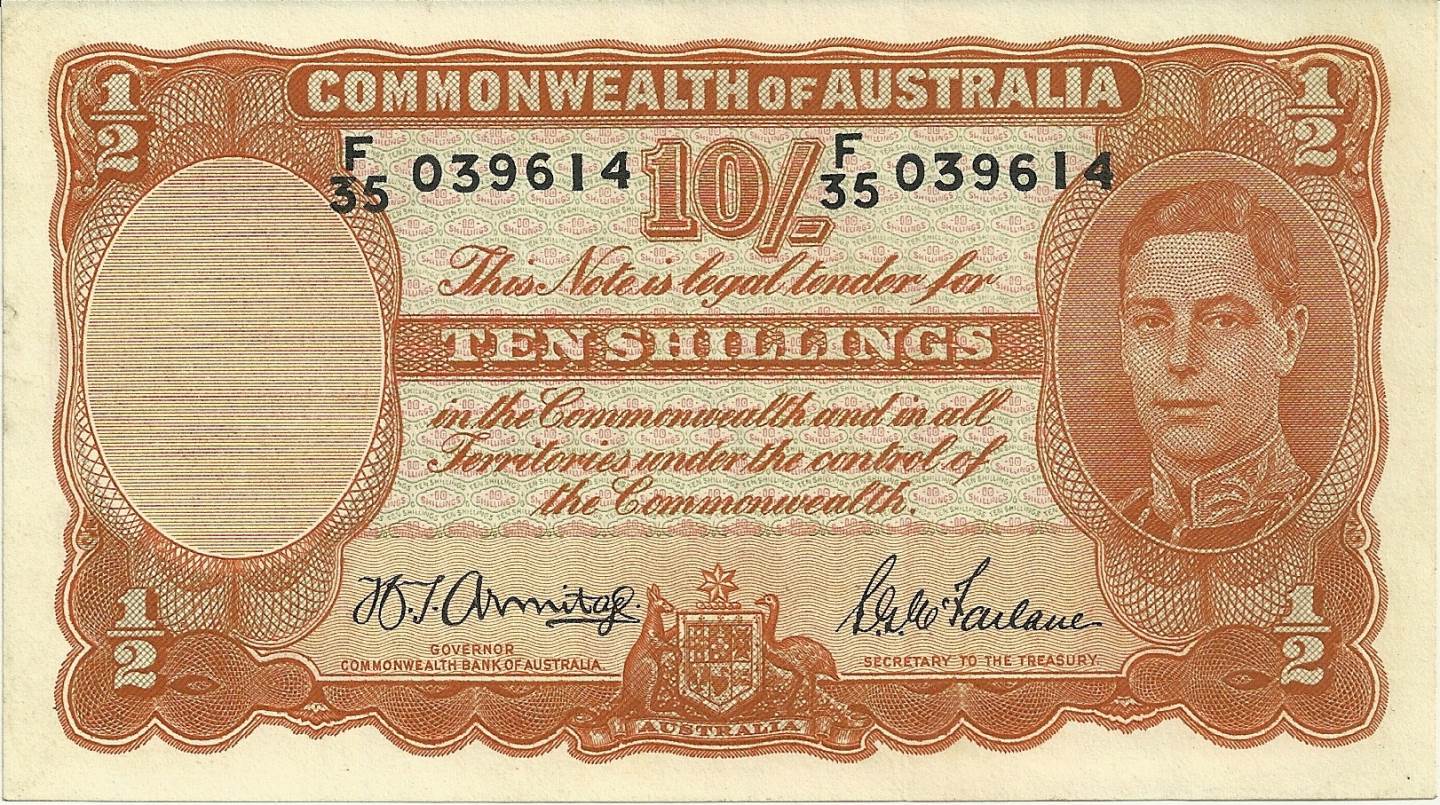 COMMONWEALTH OF AUSTRALIA
1/2
1/2
F/35 039614 10/- F/35 039614
This Note is legal tender for
TEN SHILLINGS
in the Commonwealth and in all
Territories under the control of
the Commonwealth.
H.T. Armitage.
S.G. McFarlane
GOVERNOR
COMMONWEALTH BANK OF AUSTRALIA.
SECRETARY TO THE TREASURY.
1/2
1/2
AUSTRALIA